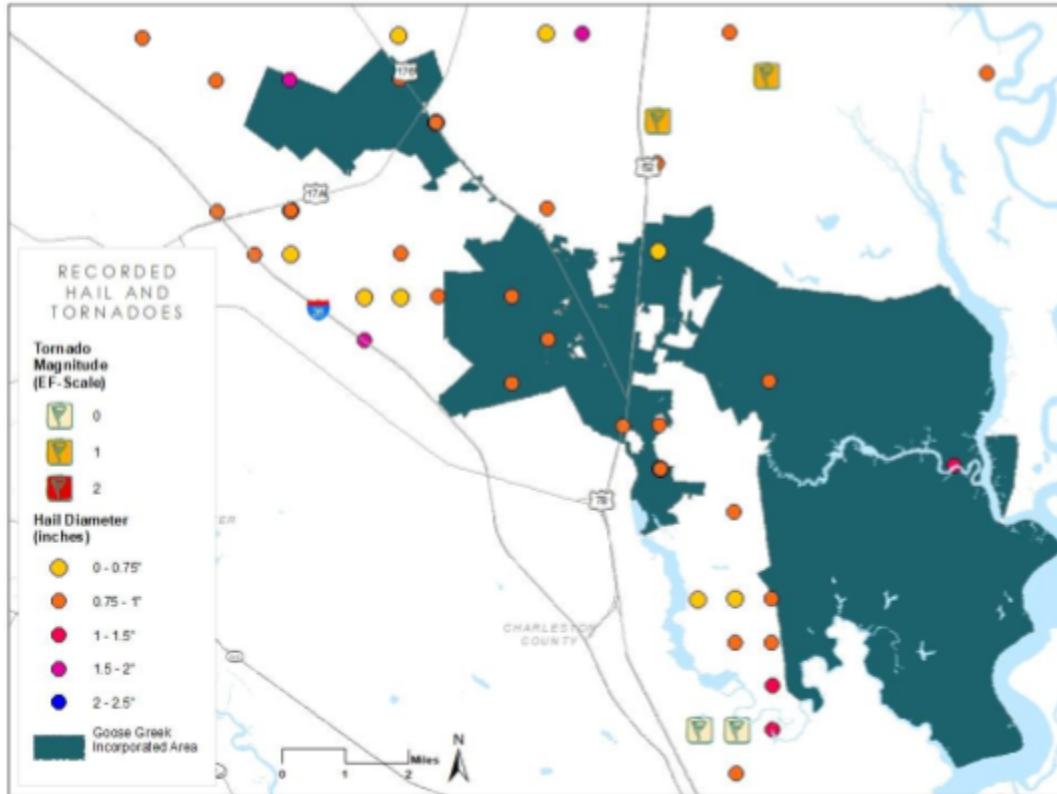 17A
52
17A
RECORDED
HAIL AND
TORNADOES
Tornado
Magnitude
(EF-Scale)
0
1
2
Hail Diameter
(inches)
0 - 0.75"
0.75 - 1"
1 - 1.5"
1.5 - 2"
2 - 2.5"
Goose Creek
Incorporated Area
26
78
CHARLESTON
COUNTY
N
Miles
0 1 2